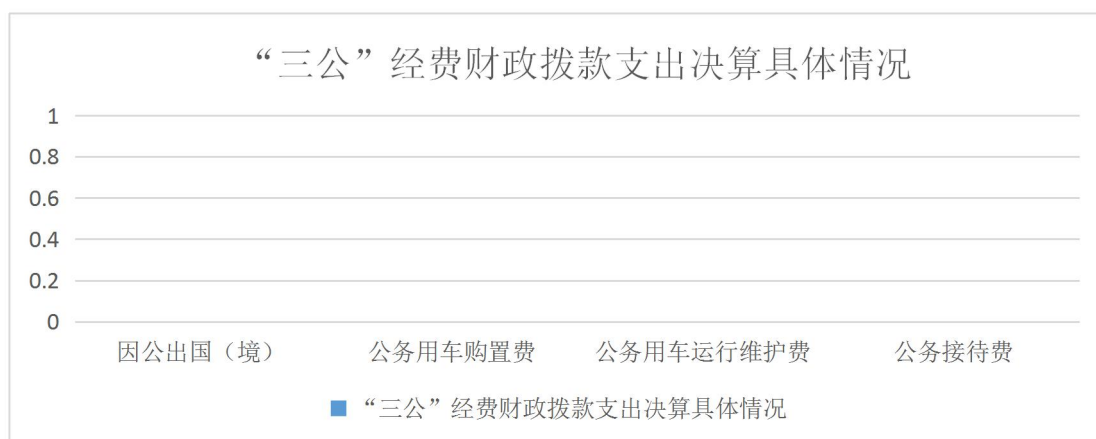 “三公”经费财政拨款支出决算具体情况
1
0.8
0.6
0.4
0.2
0
因公出国（境） 公务用车购置费 公务用车运行维护费 公务接待费
“三公”经费财政拨款支出决算具体情况